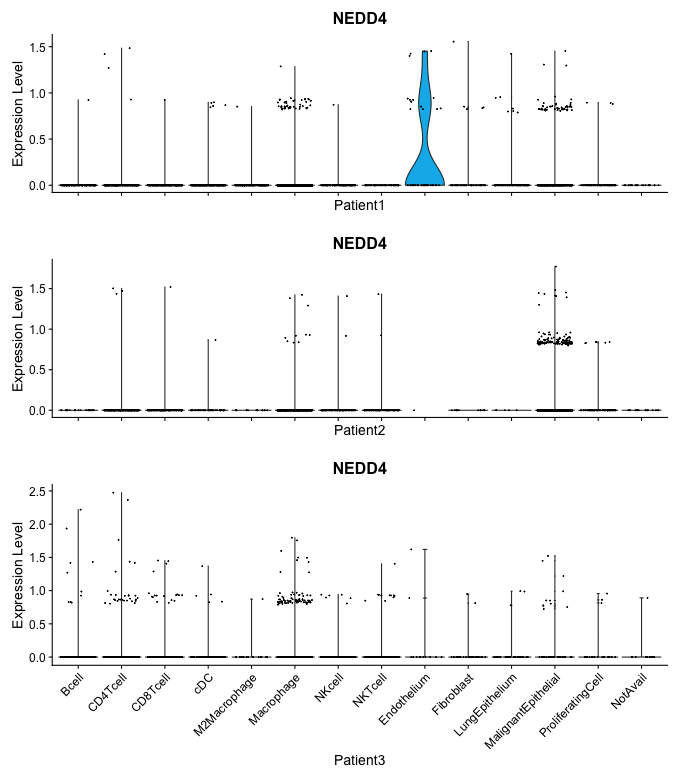 NEDD4
Expression Level
1.5
1.0
0.5
0.0
Patient1
NEDD4
Expression Level
1.5
1.0
0.5
0.0
Patient2
NEDD4
Expression Level
2.5
2.0
1.5
1.0
0.5
0.0
Bcell
CD4Tcell
CD8Tcell
cDC
M2Macrophage
Macrophage
NKcell
NKTcell
Endothelium
Fibroblast
LungEpithelium
MalignantEpithelial
ProliferatingCell
NotAvail
Patient3